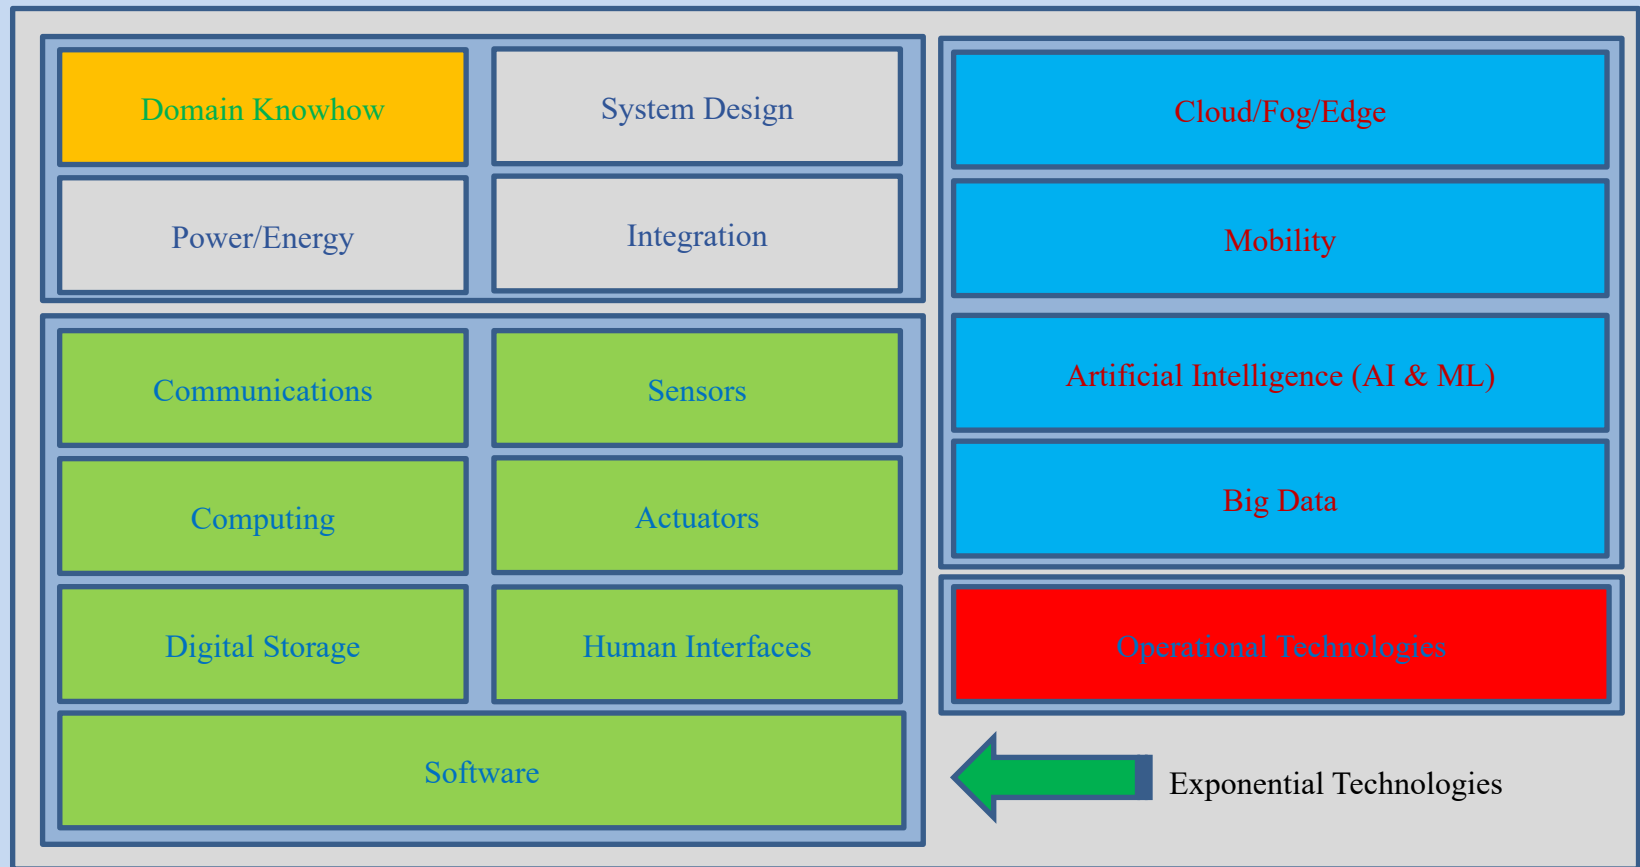 Domain Knowhow
System Design
Power/Energy
Integration
Communications
Sensors
Computing
Actuators
Digital Storage
Human Interfaces
Software
Cloud/Fog/Edge
Mobility
Artificial Intelligence (AI & ML)
Big Data
Operational Technologies
Exponential Technologies